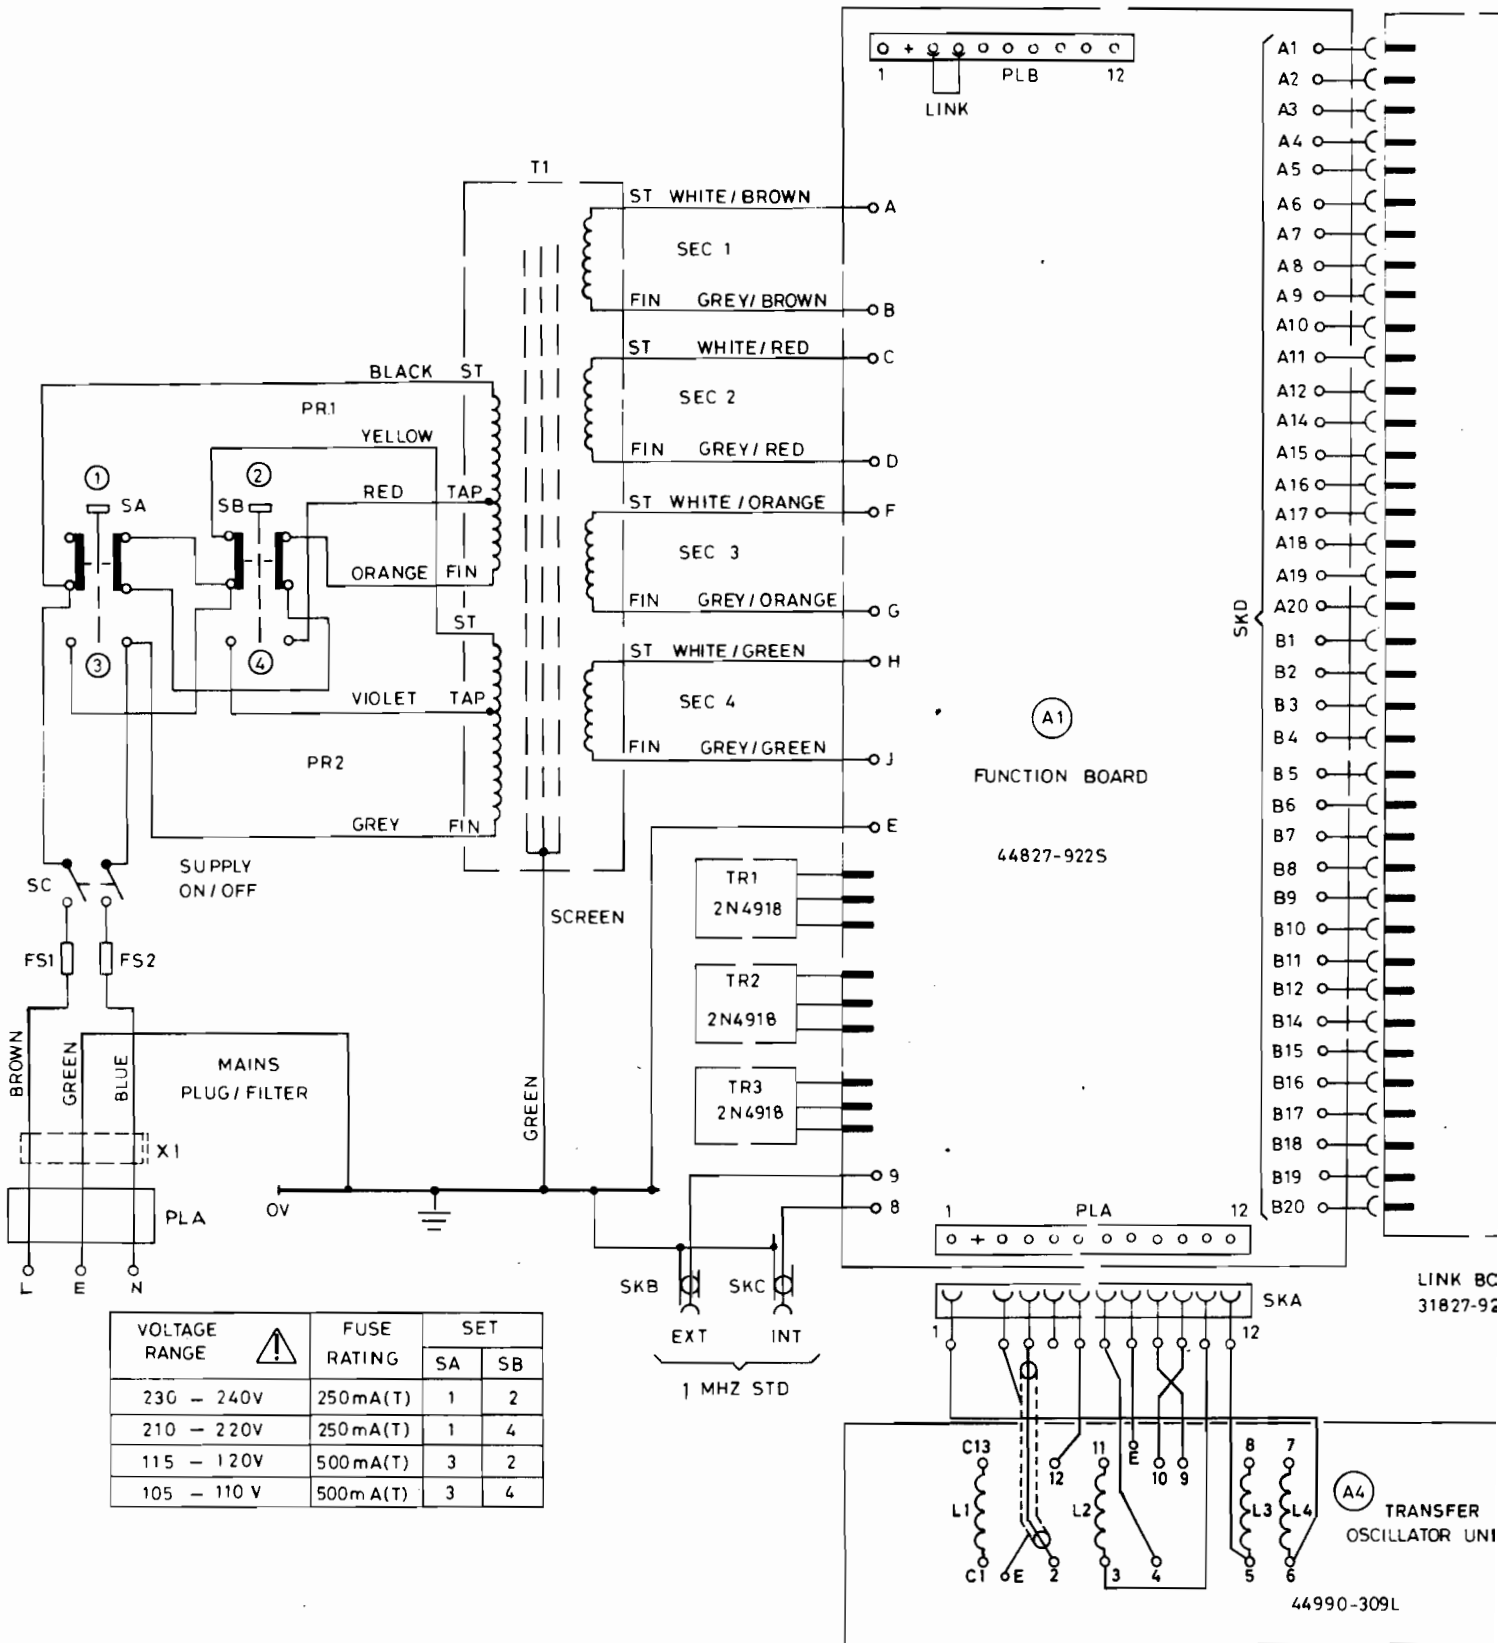 1 PLB 12
LINK
T1
ST WHITE/BROWN A
SEC 1
FIN GREY/BROWN B
ST WHITE/RED C
SEC 2
FIN GREY/RED D
ST WHITE/ORANGE F
SEC 3
FIN GREY/ORANGE G
ST WHITE/GREEN H
SEC 4
FIN GREY/GREEN J
E
BLACK ST
PR.1
YELLOW
RED TAP
ORANGE FIN
ST
VIOLET TAP
PR2
GREY FIN
1 SA
2 SB
3
4
SC
SUPPLY
ON/OFF
SCREEN
FS1 FS2
BROWN
GREEN
BLUE
MAINS
PLUG/FILTER
X1
PLA
L E N
0V
GREEN
TR1
2N4918
TR2
2N4918
TR3
2N4918
9
8
SKB SKC
EXT INT
1 MHZ STD
A1
FUNCTION BOARD
44827-922S
SKD
A1
A2
A3
A4
A5
A6
A7
A8
A9
A10
A11
A12
A14
A15
A16
A17
A18
A19
A20
B1
B2
B3
B4
B5
B6
B7
B8
B9
B10
B11
B12
B14
B15
B16
B17
B18
B19
B20
1 PLA 12
LINK BO
31827-92
SKA
1 12
C13 12 11 E 10 9 8 7
L1 L2 L3 L4
C1 E 2 3 4 5 6
A4
TRANSFER
OSCILLATOR UNI
44990-309L
VOLTAGE RANGE ! FUSE RATING SET
SA SB
230 – 240V 250mA(T) 1 2
210 – 220V 250mA(T) 1 4
115 – 120V 500mA(T) 3 2
105 – 110 V 500mA(T) 3 4